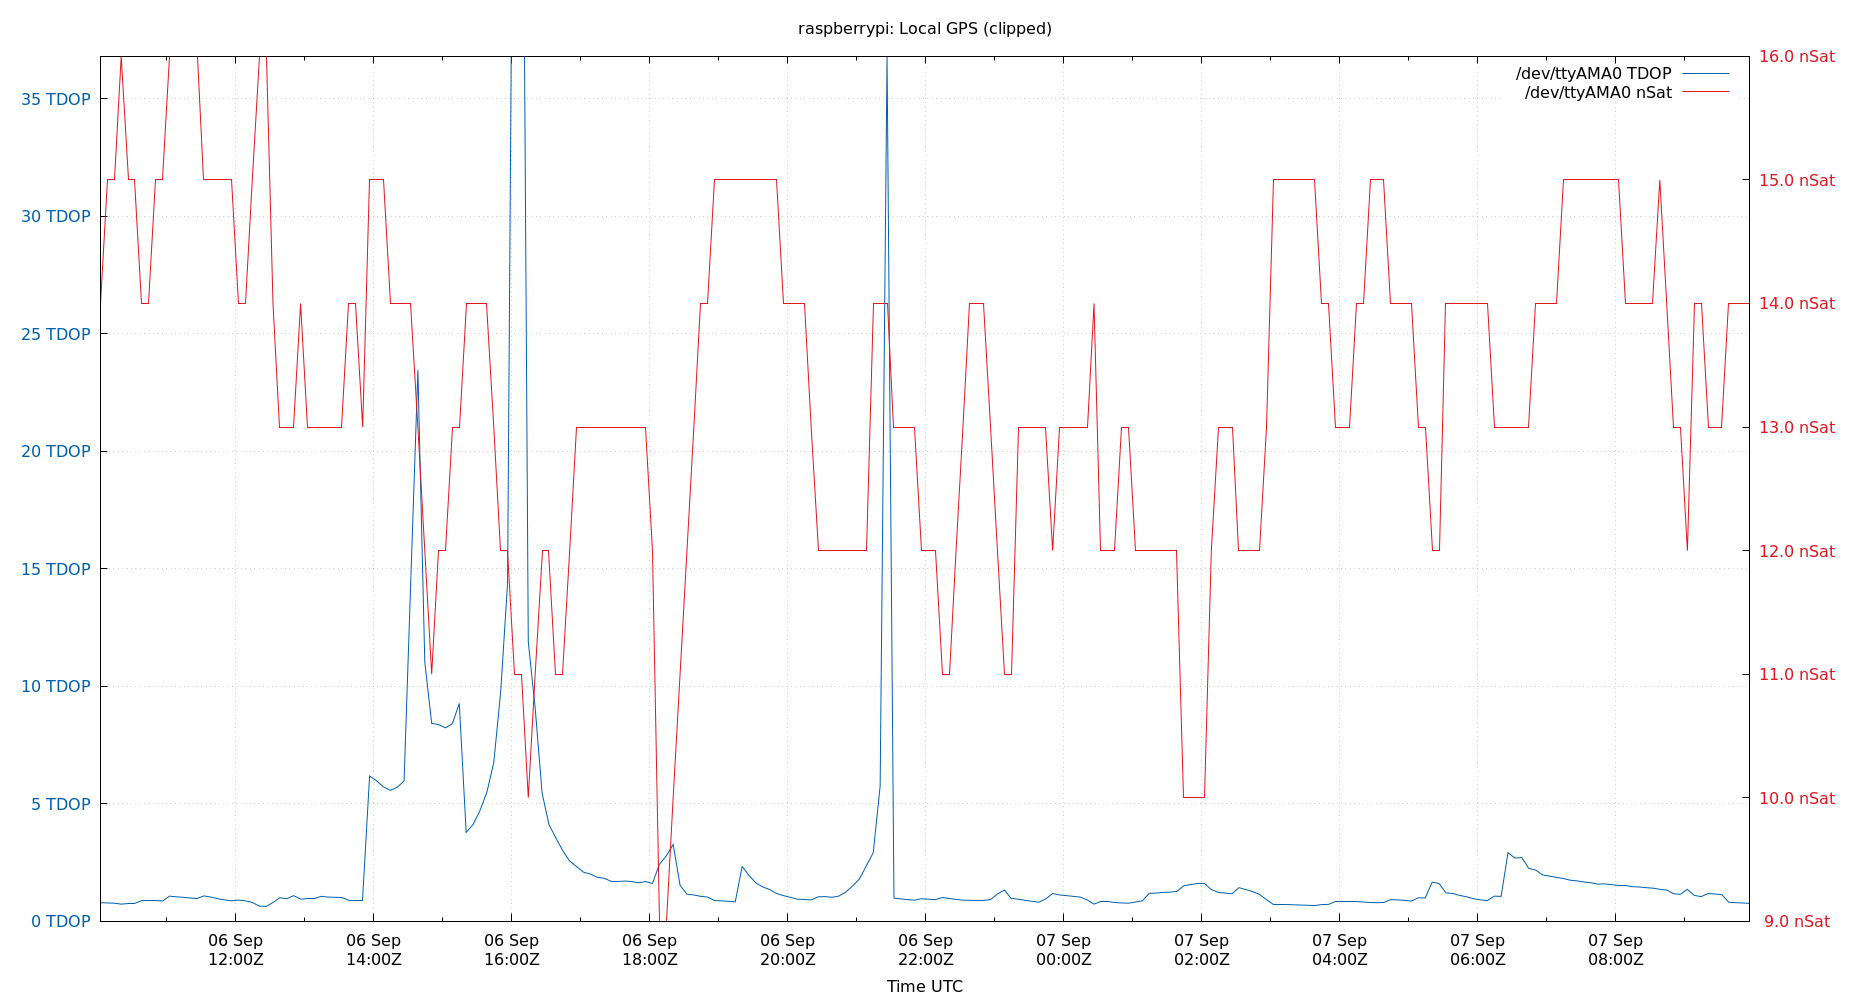 raspberrypi: Local GPS (clipped)
/dev/ttyAMA0 TDOP
/dev/ttyAMA0 nSat
35 TDOP
30 TDOP
25 TDOP
20 TDOP
15 TDOP
10 TDOP
5 TDOP
0 TDOP
16.0 nSat
15.0 nSat
14.0 nSat
13.0 nSat
12.0 nSat
11.0 nSat
10.0 nSat
9.0 nSat
06 Sep
12:00Z
06 Sep
14:00Z
06 Sep
16:00Z
06 Sep
18:00Z
06 Sep
20:00Z
06 Sep
22:00Z
07 Sep
00:00Z
07 Sep
02:00Z
07 Sep
04:00Z
07 Sep
06:00Z
07 Sep
08:00Z
Time UTC